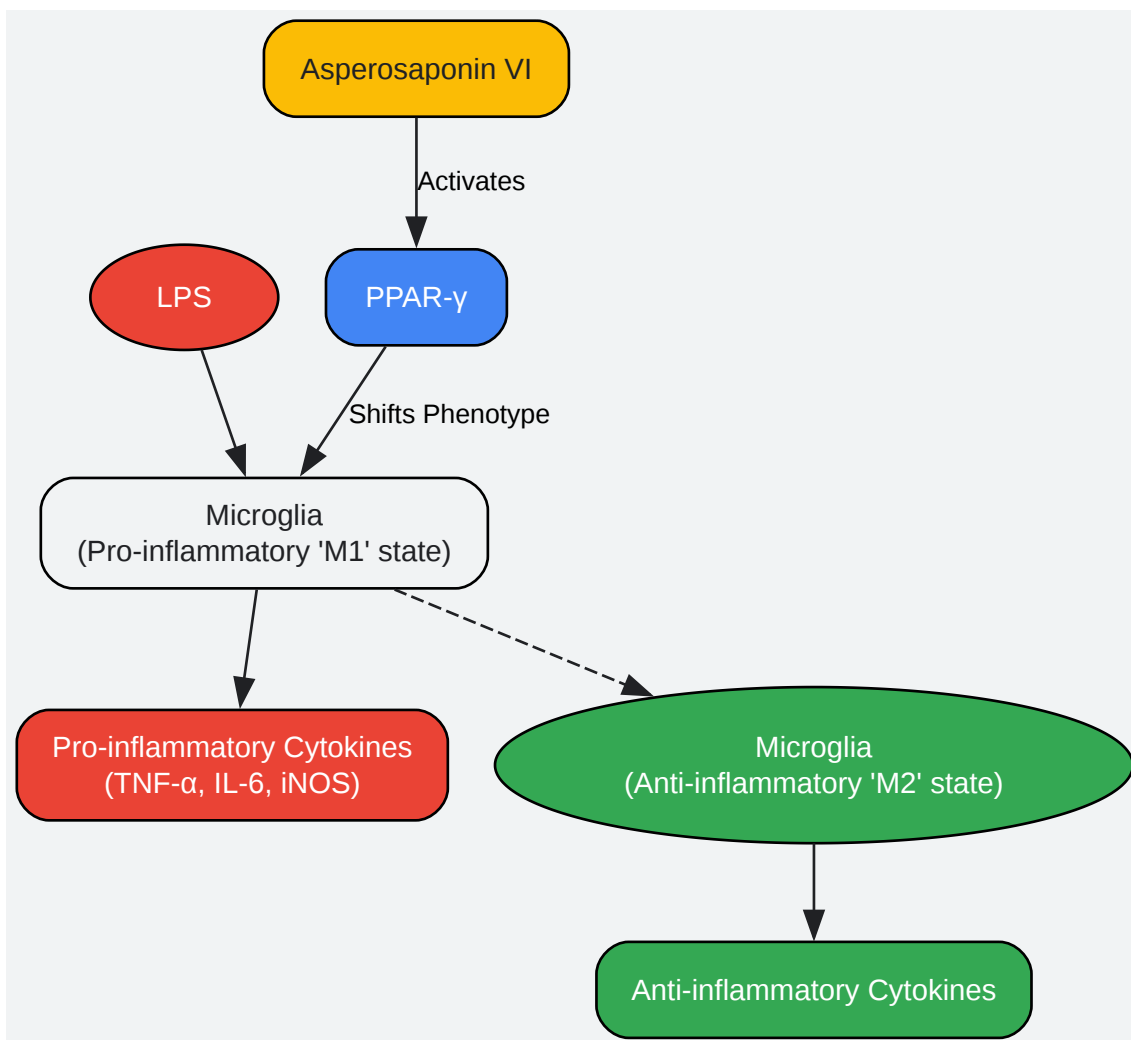 Asperosaponin VI
Activates
LPS
PPAR-γ
Shifts Phenotype
Microglia
(Pro-inflammatory 'M1' state)
Pro-inflammatory Cytokines
(TNF-α, IL-6, iNOS)
Microglia
(Anti-inflammatory 'M2' state)
Anti-inflammatory Cytokines